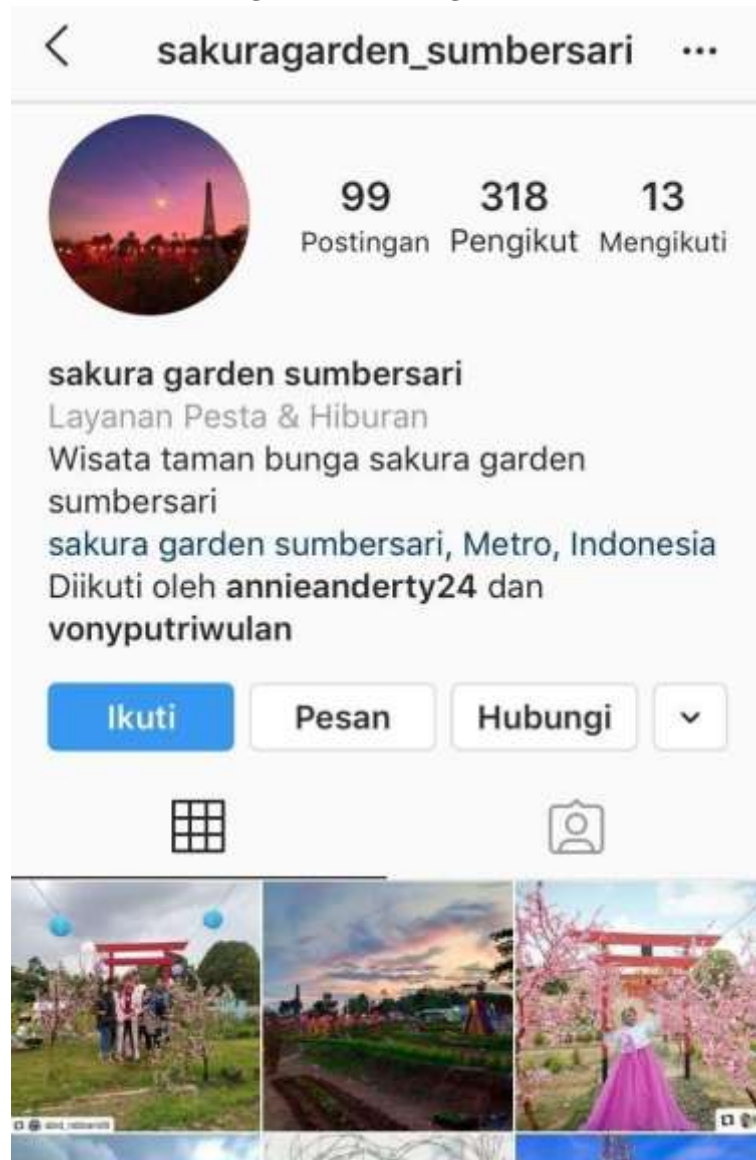 sakuragarden_sumbersari
99 318 13
Postingan Pengikut Mengikuti
sakura garden sumbersari
Layanan Pesta & Hiburan
Wisata taman bunga sakura garden
sumbersari
sakura garden sumbersari, Metro, Indonesia
Diikuti oleh annieanderty24 dan
vonyputriwulan
Ikuti Pesan Hubungi